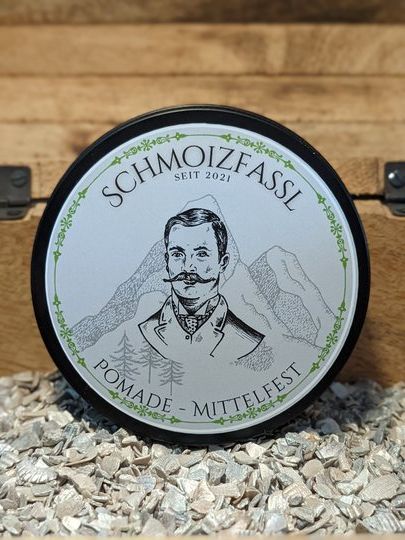 SCHMOIZFASSL
SEIT 2021
POMADE - MITTELFEST